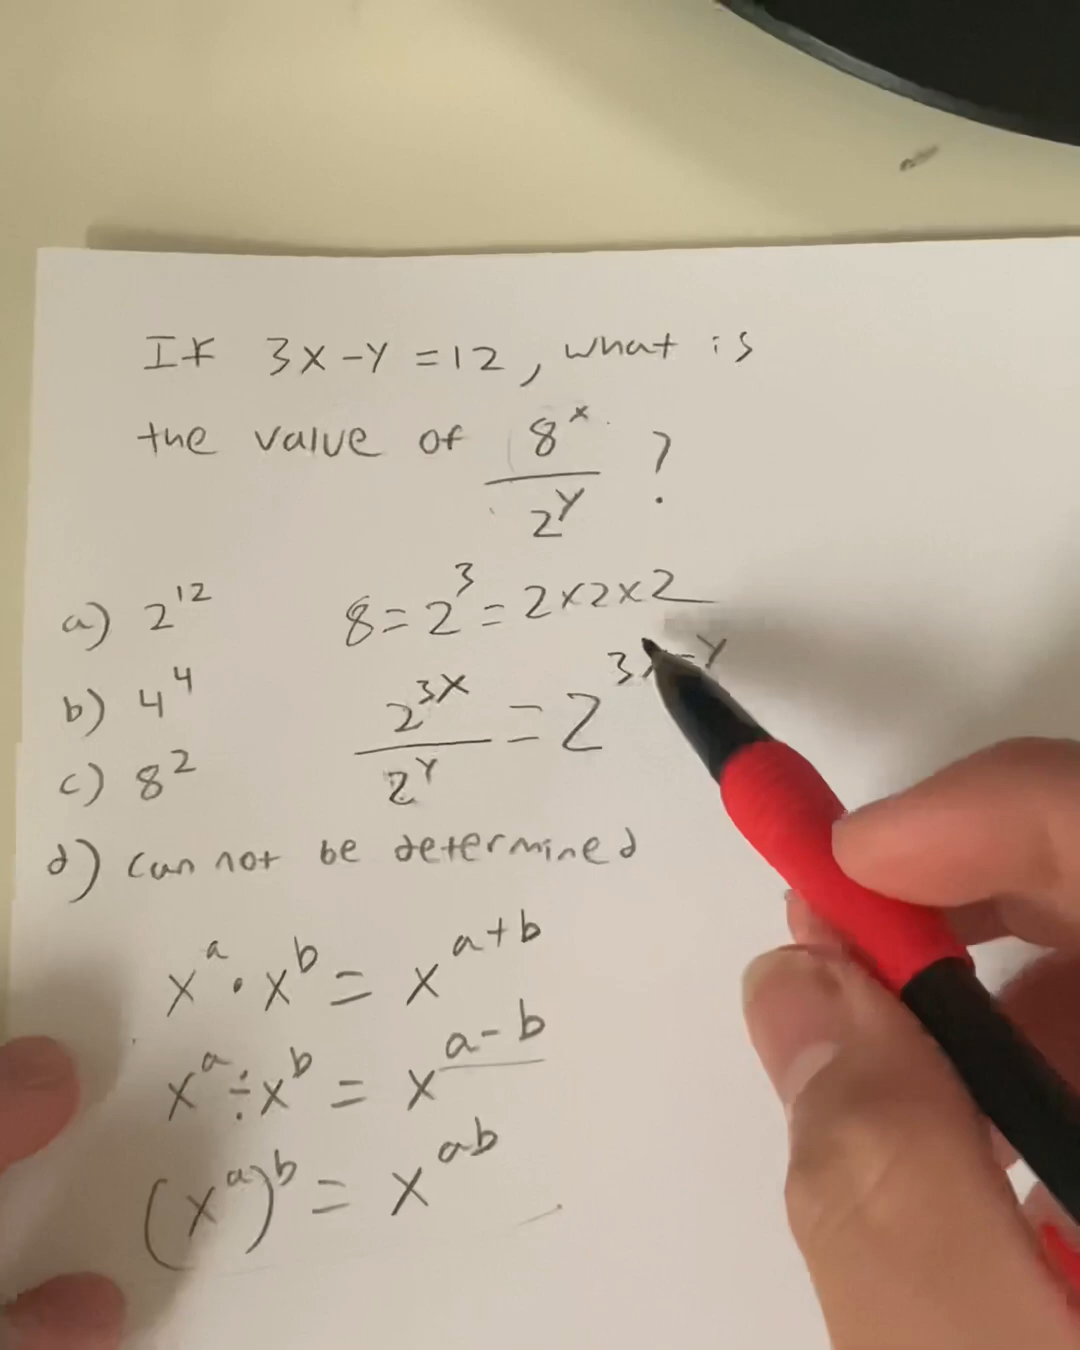 If 3x-y=12, what is
the value of 8^x/2^y ?
a) 2^12
8=2^3=2×2×2
b) 4^4
2^3x/2^y = 2^3x-y
c) 8^2
d) can not be determined
x^a • x^b = x^a+b
x^a ÷ x^b = x^a-b
(x^a)^b = x^ab